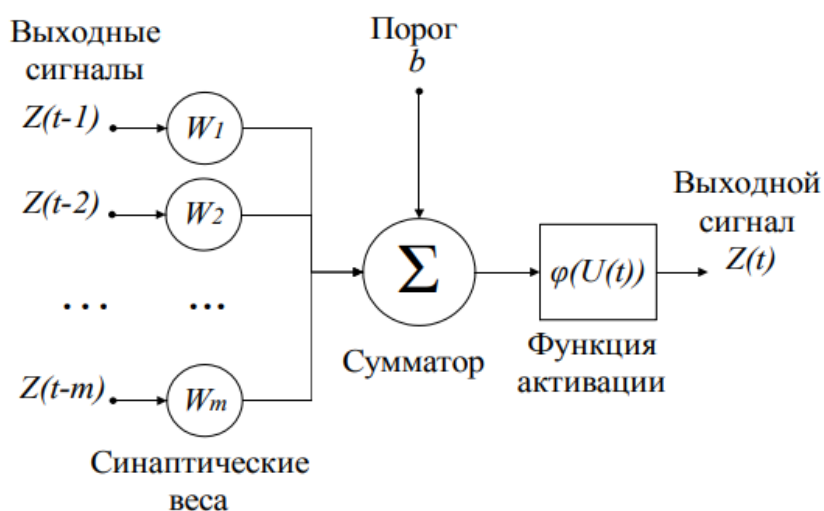 Выходные
сигналы
Z(t-1)
W1
Z(t-2)
W2
... ...
Z(t-m)
Wm
Синаптические
веса
Порог
b
Σ
Сумматор
φ(U(t))
Функция
активации
Выходной
сигнал
Z(t)